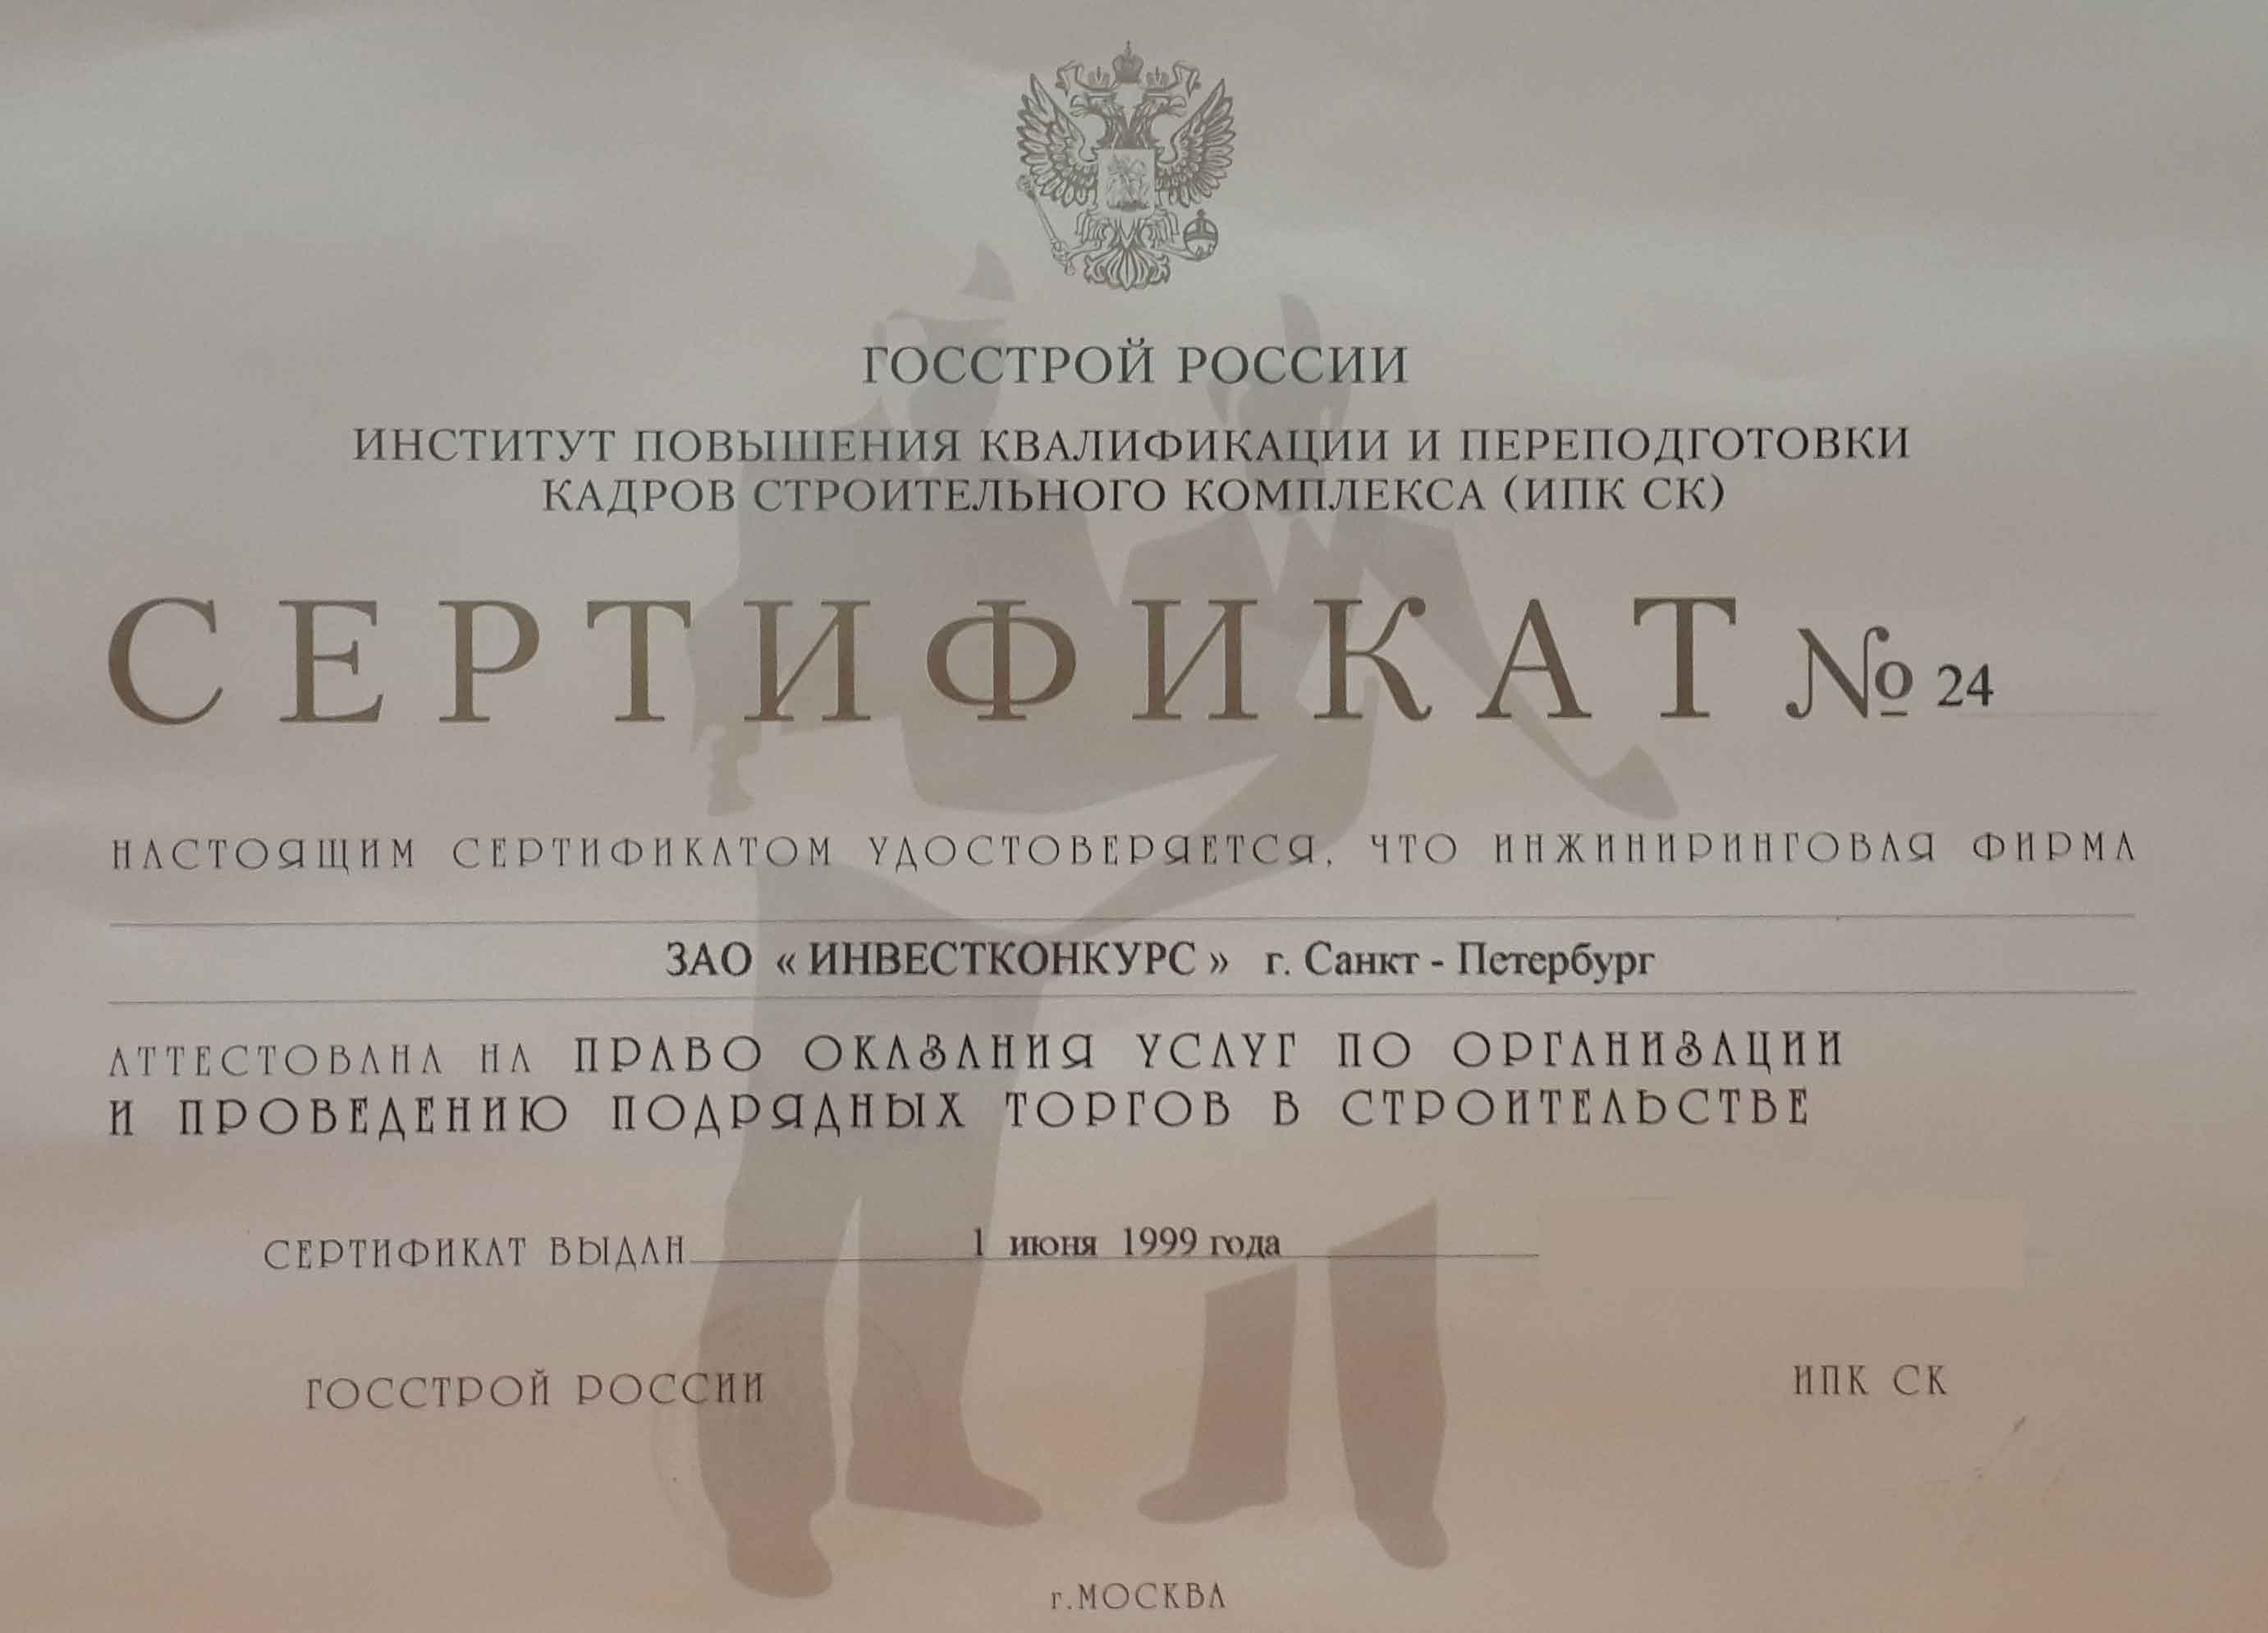 ГОССТРОЙ РОССИИ
ИНСТИТУТ ПОВЫШЕНИЯ КВАЛИФИКАЦИИ И ПЕРЕПОДГОТОВКИ
КАДРОВ СТРОИТЕЛЬНОГО КОМПЛЕКСА (ИПК СК)
СЕРТИФИКАТ № 24
НАСТОЯЩИМ СЕРТИФИКАТОМ УДОСТОВЕРЯЕТСЯ, ЧТО ИНЖИНИРИНГОВАЯ ФИРМА
ЗАО « ИНВЕСТКОНКУРС » г. Санкт - Петербург
АТТЕСТОВАНА НА ПРАВО ОКАЗАНИЯ УСЛУГ ПО ОРГАНИЗАЦИИ
И ПРОВЕДЕНИЮ ПОДРЯДНЫХ ТОРГОВ В СТРОИТЕЛЬСТВЕ
СЕРТИФИКАТ ВЫДАН 1 июня 1999 года
ГОССТРОЙ РОССИИ ИПК СК
г.МОСКВА